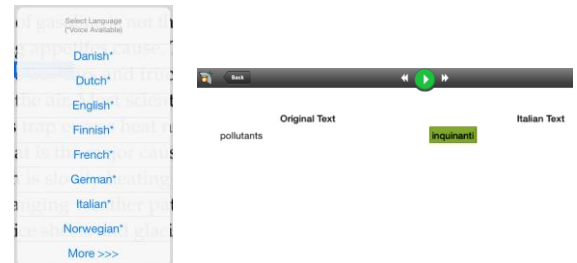 Select Language
(*Voice Available)
Danish*
Dutch*
English*
Finnish*
French*
German*
Italian*
Norwegian*
More >>>
Back
Original Text
Italian Text
pollutants
inquinanti